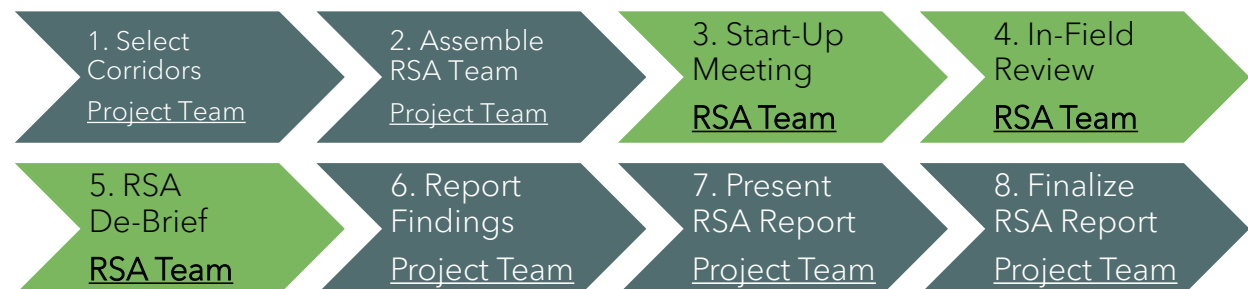 1. Select
Corridors
Project Team
2. Assemble
RSA Team
Project Team
3. Start-Up
Meeting
RSA Team
4. In-Field
Review
RSA Team
5. RSA
De-Brief
RSA Team
6. Report
Findings
Project Team
7. Present
RSA Report
Project Team
8. Finalize
RSA Report
Project Team